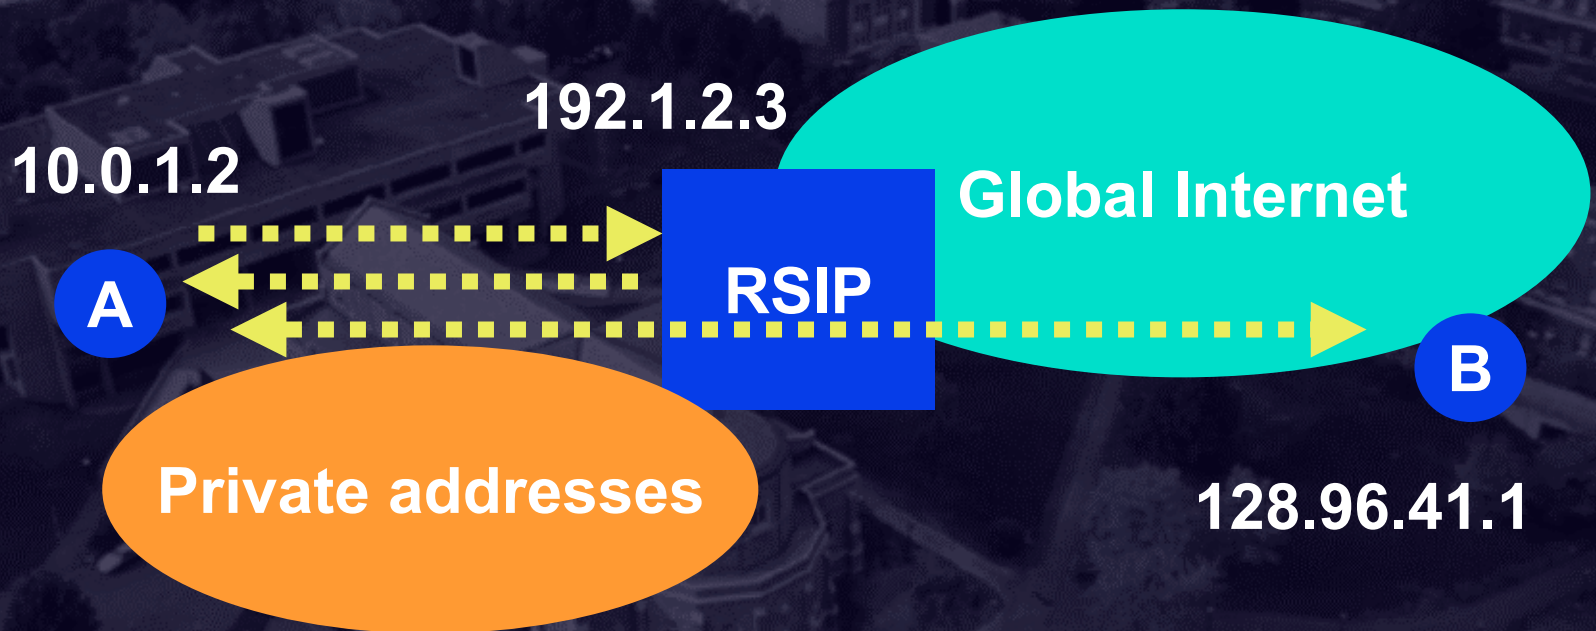 192.1.2.3
10.0.1.2
Global Internet
RSIP
A
B
Private addresses
128.96.41.1